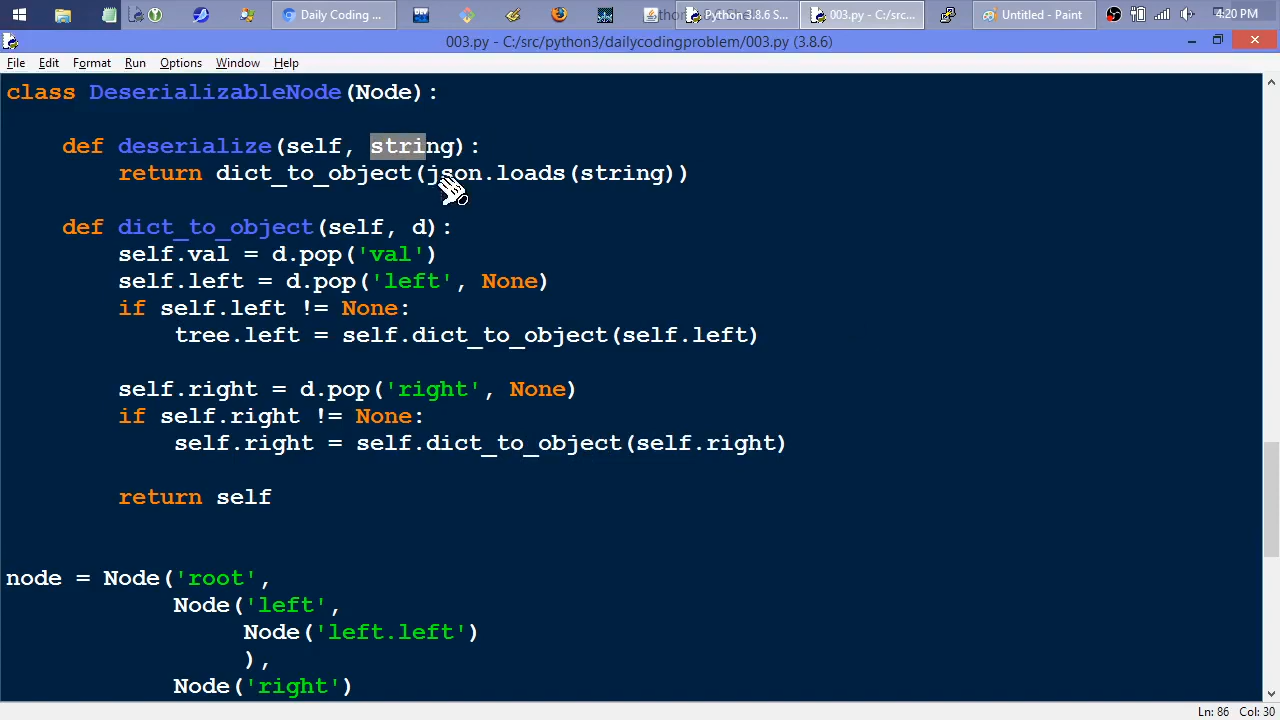 Daily Coding ...
Python 3.8.6 S...
003.py - C:/src...
Untitled - Paint
4:20 PM
003.py - C:/src/python3/dailycodingproblem/003.py (3.8.6)
File Edit Format Run Options Window Help
class DeserializableNode(Node):
    def deserialize(self, string):
        return dict_to_object(json.loads(string))
    def dict_to_object(self, d):
        self.val = d.pop('val')
        self.left = d.pop('left', None)
        if self.left != None:
            tree.left = self.dict_to_object(self.left)
        self.right = d.pop('right', None)
        if self.right != None:
            self.right = self.dict_to_object(self.right)
        return self
node = Node('root',
            Node('left',
                 Node('left.left')
                 ),
            Node('right')
Ln: 86 Col: 30